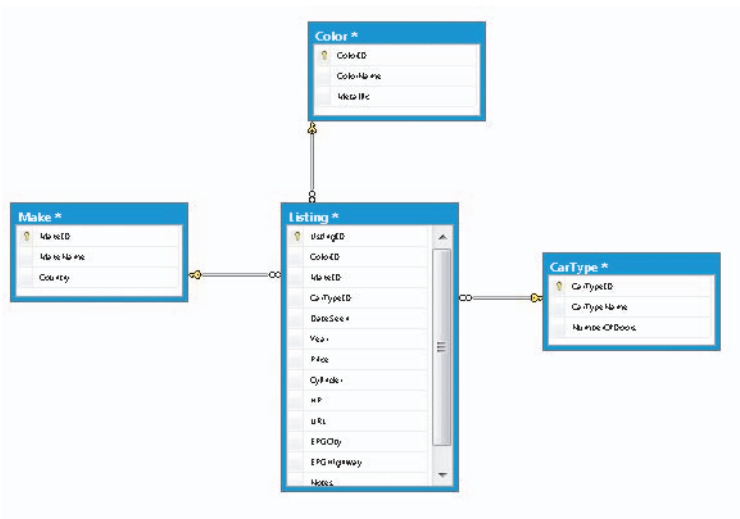 Color *
ColorID
ColorName
Metallic
Make *
MakeID
MakeName
Country
Listing *
ListingID
ColorID
MakeID
CarTypeID
DateSeen
Year
Price
Cylinder
HP
URL
EPGCity
EPGHighway
Notes
CarType *
CarTypeID
CarTypeName
NumberOfDoors